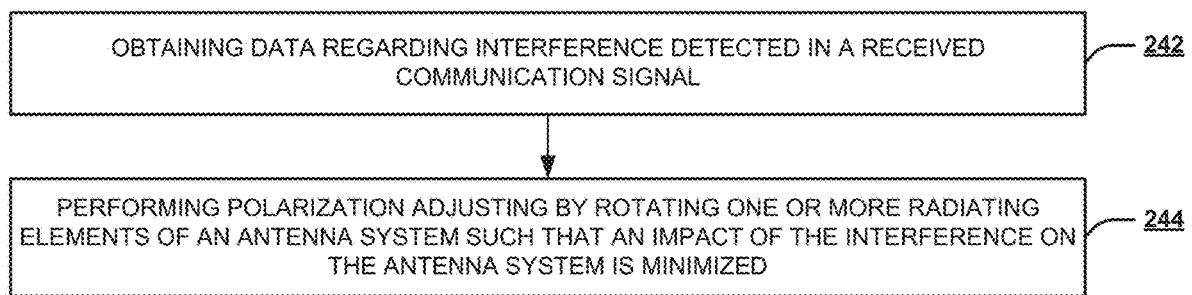 OBTAINING DATA REGARDING INTERFERENCE DETECTED IN A RECEIVED
COMMUNICATION SIGNAL
242
PERFORMING POLARIZATION ADJUSTING BY ROTATING ONE OR MORE RADIATING
ELEMENTS OF AN ANTENNA SYSTEM SUCH THAT AN IMPACT OF THE INTERFERENCE ON
THE ANTENNA SYSTEM IS MINIMIZED
244